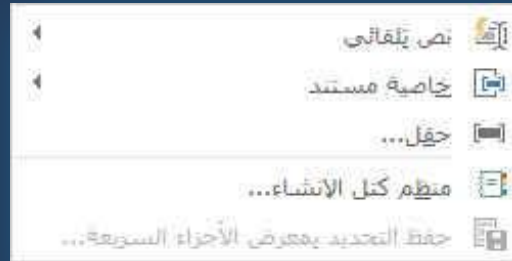 نص تلقائي
خاصية مستند
حقل...
منظم كتل الإنشاء...
حفظ التحديد بمعرض الأجزاء السريعة...